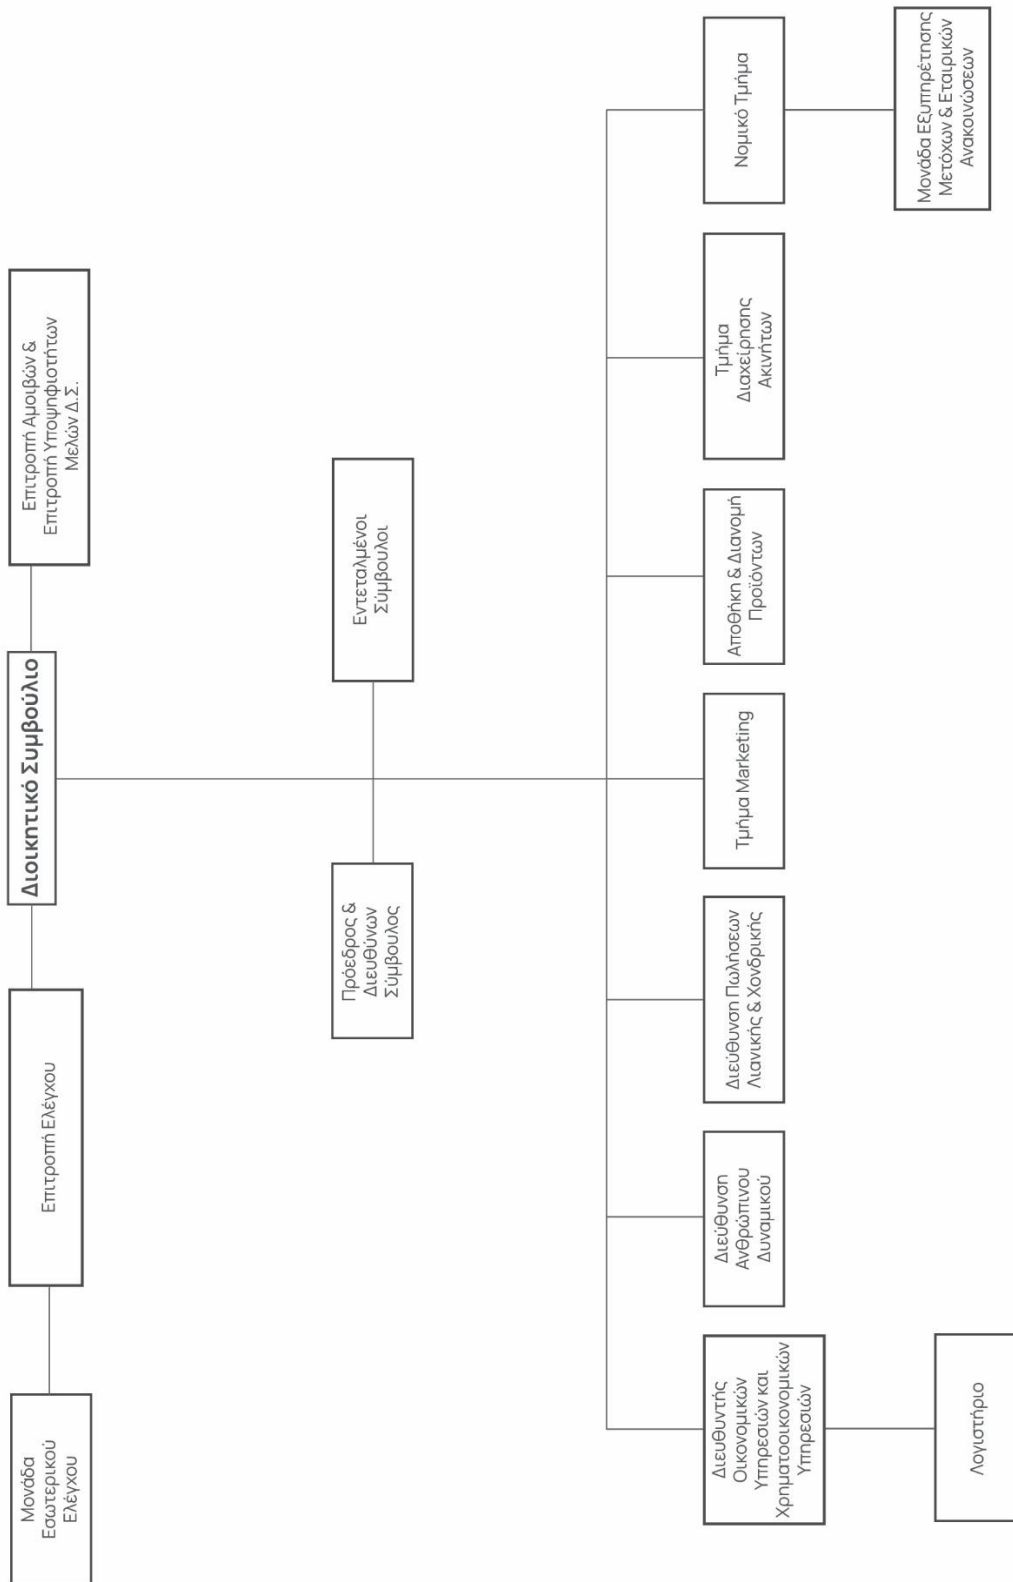 Μονάδα
Εσωτερικού
Ελέγχου
Επιτροπή Ελέγχου
Διοικητικό Συμβούλιο
Επιτροπή Αμοιβών &
Επιτροπή Υποψηφιοτήτων
Μελών Δ.Σ.
Πρόεδρος &
Διευθύνων
Σύμβουλος
Εντεταλμένοι
Σύμβουλοι
Διευθυντής
Οικονομικών
Υπηρεσιών και
Χρηματοοικονομικών
Υπηρεσιών
Διεύθυνση
Ανθρώπινου
Δυναμικού
Διεύθυνση Πωλήσεων
Λιανικής & Χονδρικής
Τμήμα Marketing
Αποθήκη & Διανομή
Προϊόντων
Τμήμα
Διαχείρησης
Ακινήτων
Νομικό Τμήμα
Λογιστήριο
Μονάδα Εξυπηρέτησης
Μετόχων & Εταιρικών
Ανακοινώσεων